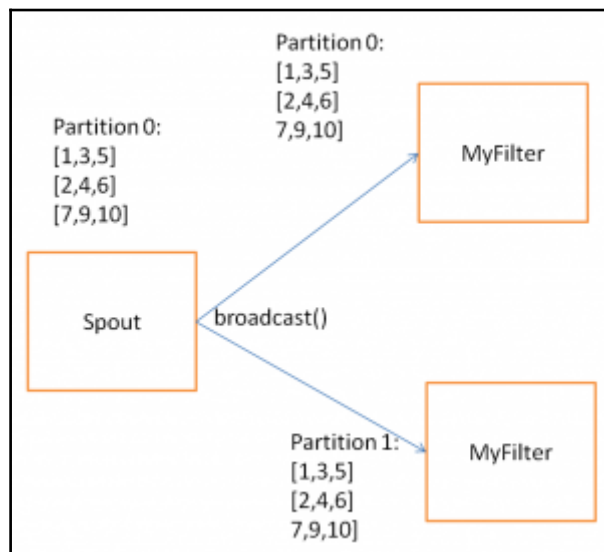 Partition 0:
[1,3,5]
[2,4,6]
7,9,10]
Partition 0:
[1,3,5]
[2,4,6]
[7,9,10]
MyFilter
Spout
broadcast()
Partition 1:
[1,3,5]
[2,4,6]
7,9,10]
MyFilter